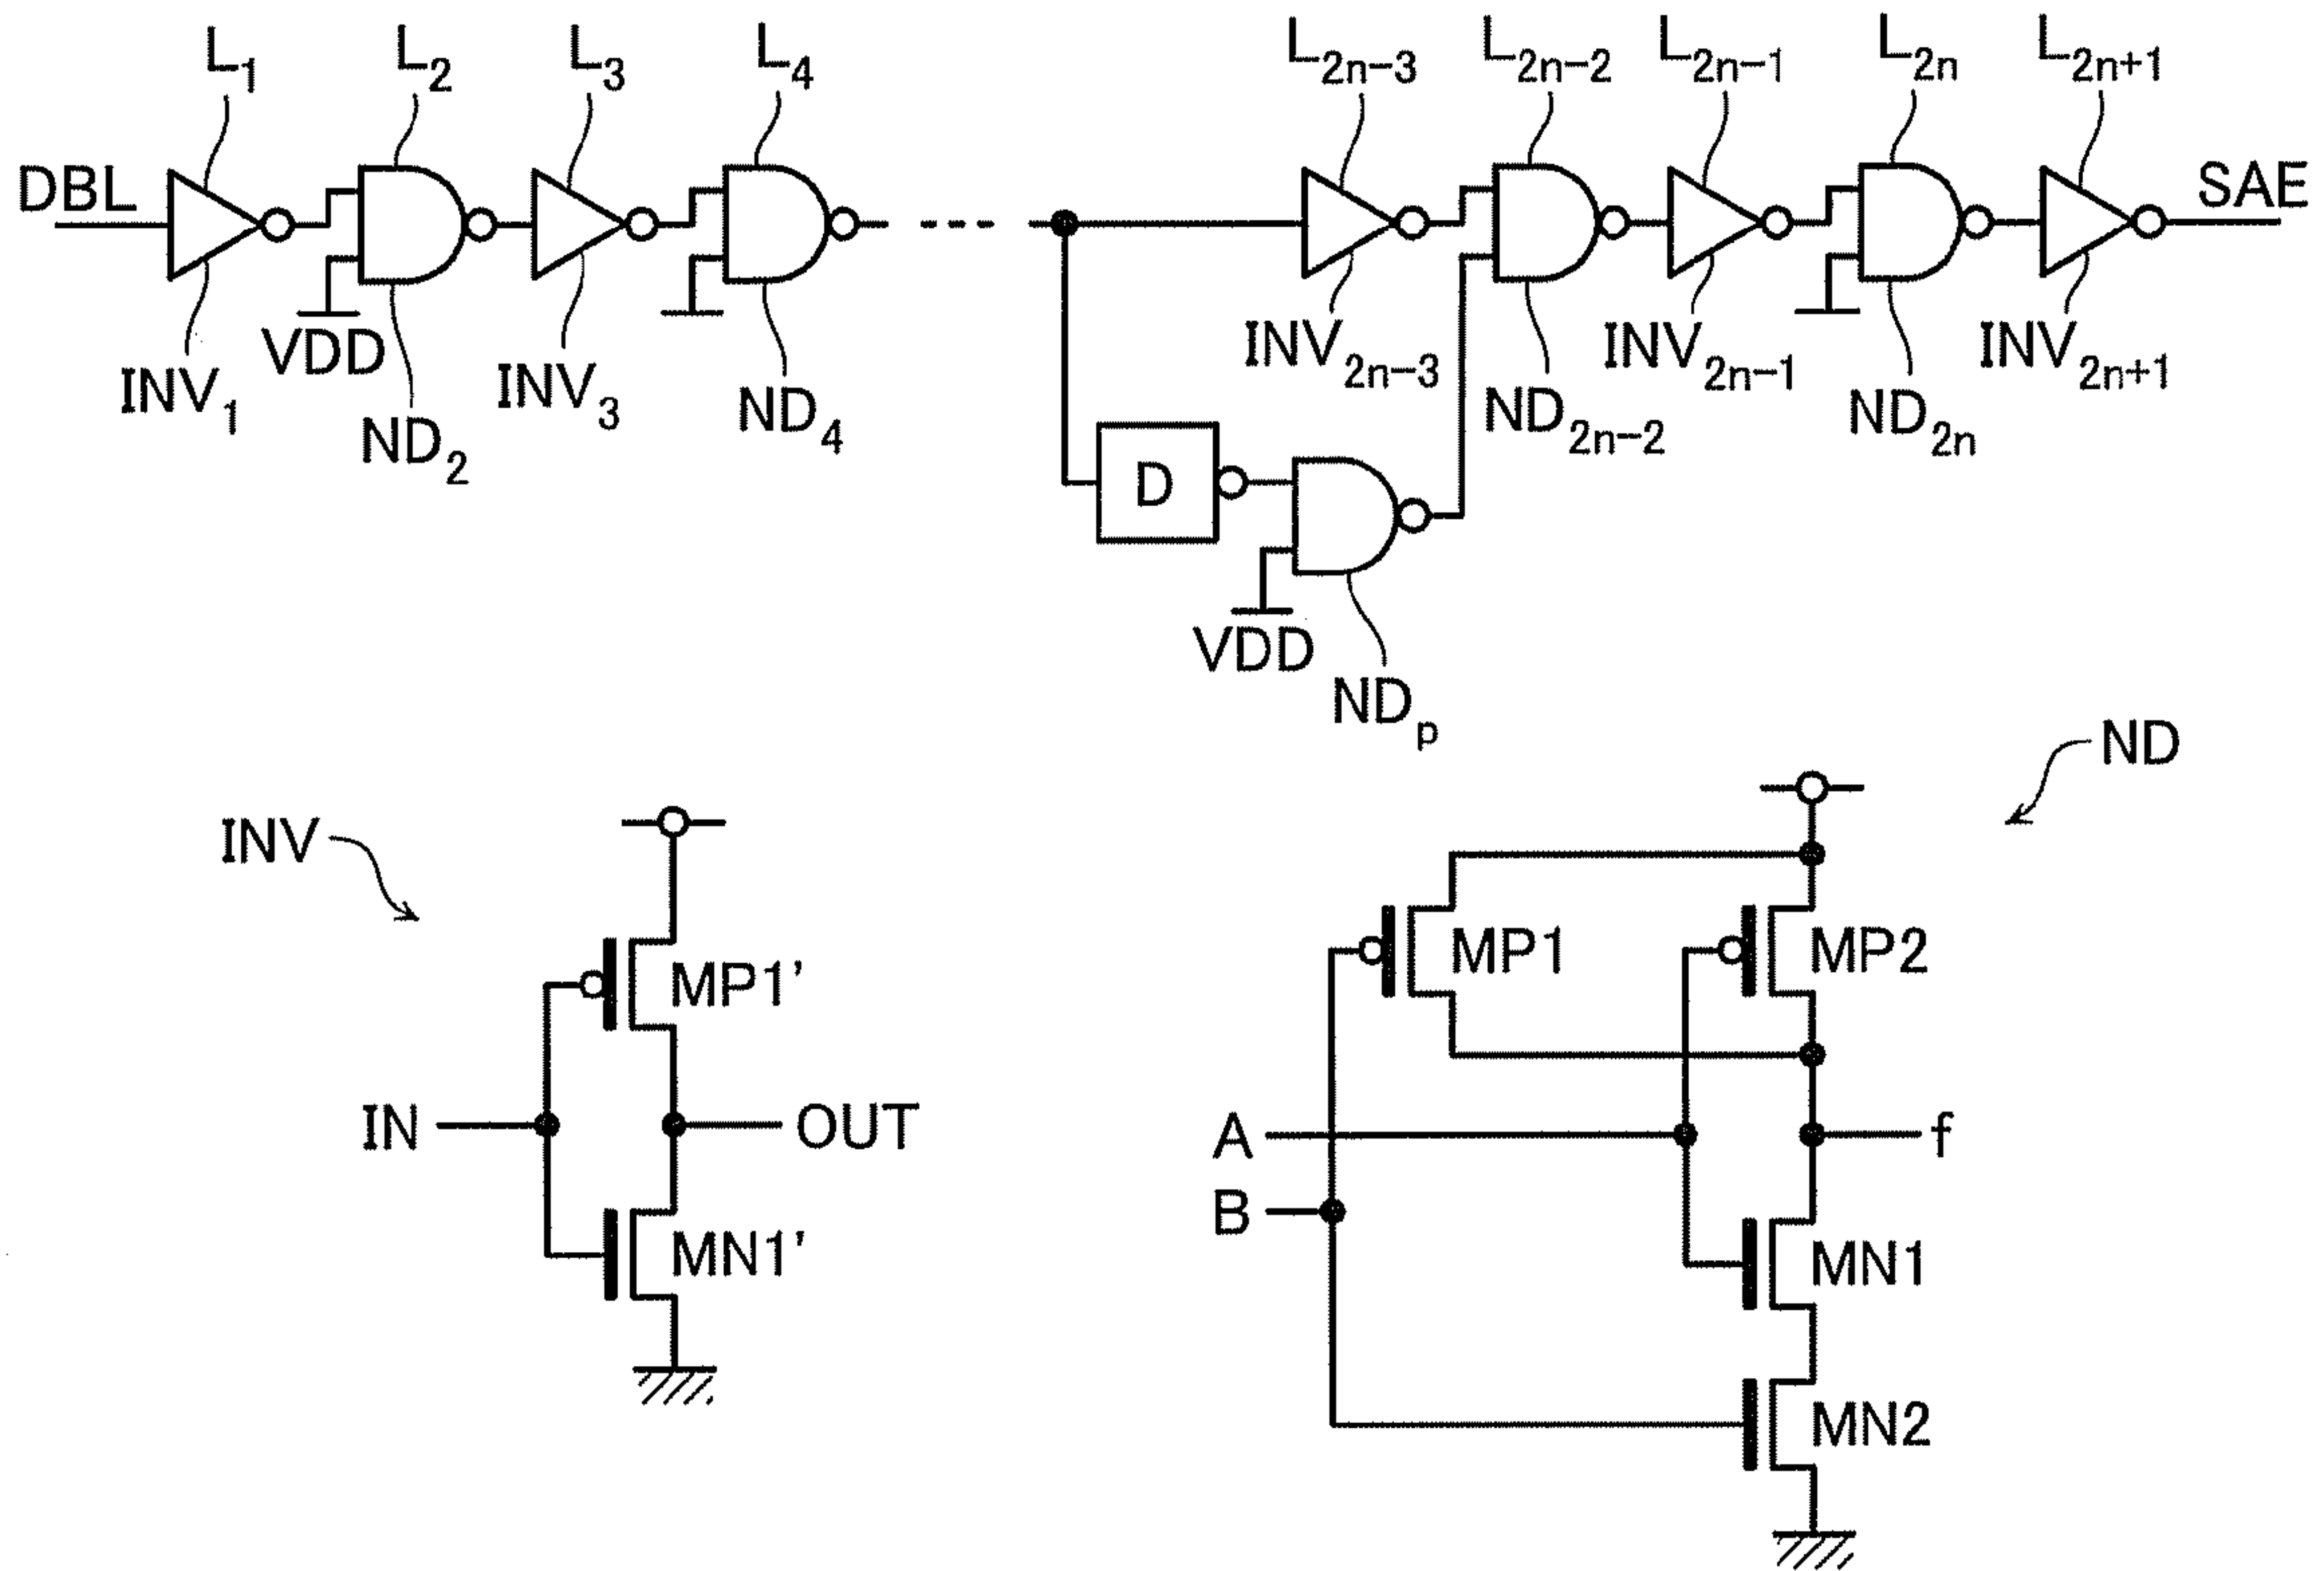 L1 L2 L3 L4 L2n-3 L2n-2 L2n-1 L2n L2n+1
DBL SAE
VDD
INV1 ND2 INV3 ND4 INV2n-3 ND2n-2 INV2n-1 ND2n INV2n+1
D
VDD
NDp
INV
MP1'
IN OUT
MN1'
ND
MP1 MP2
A f
B
MN1
MN2